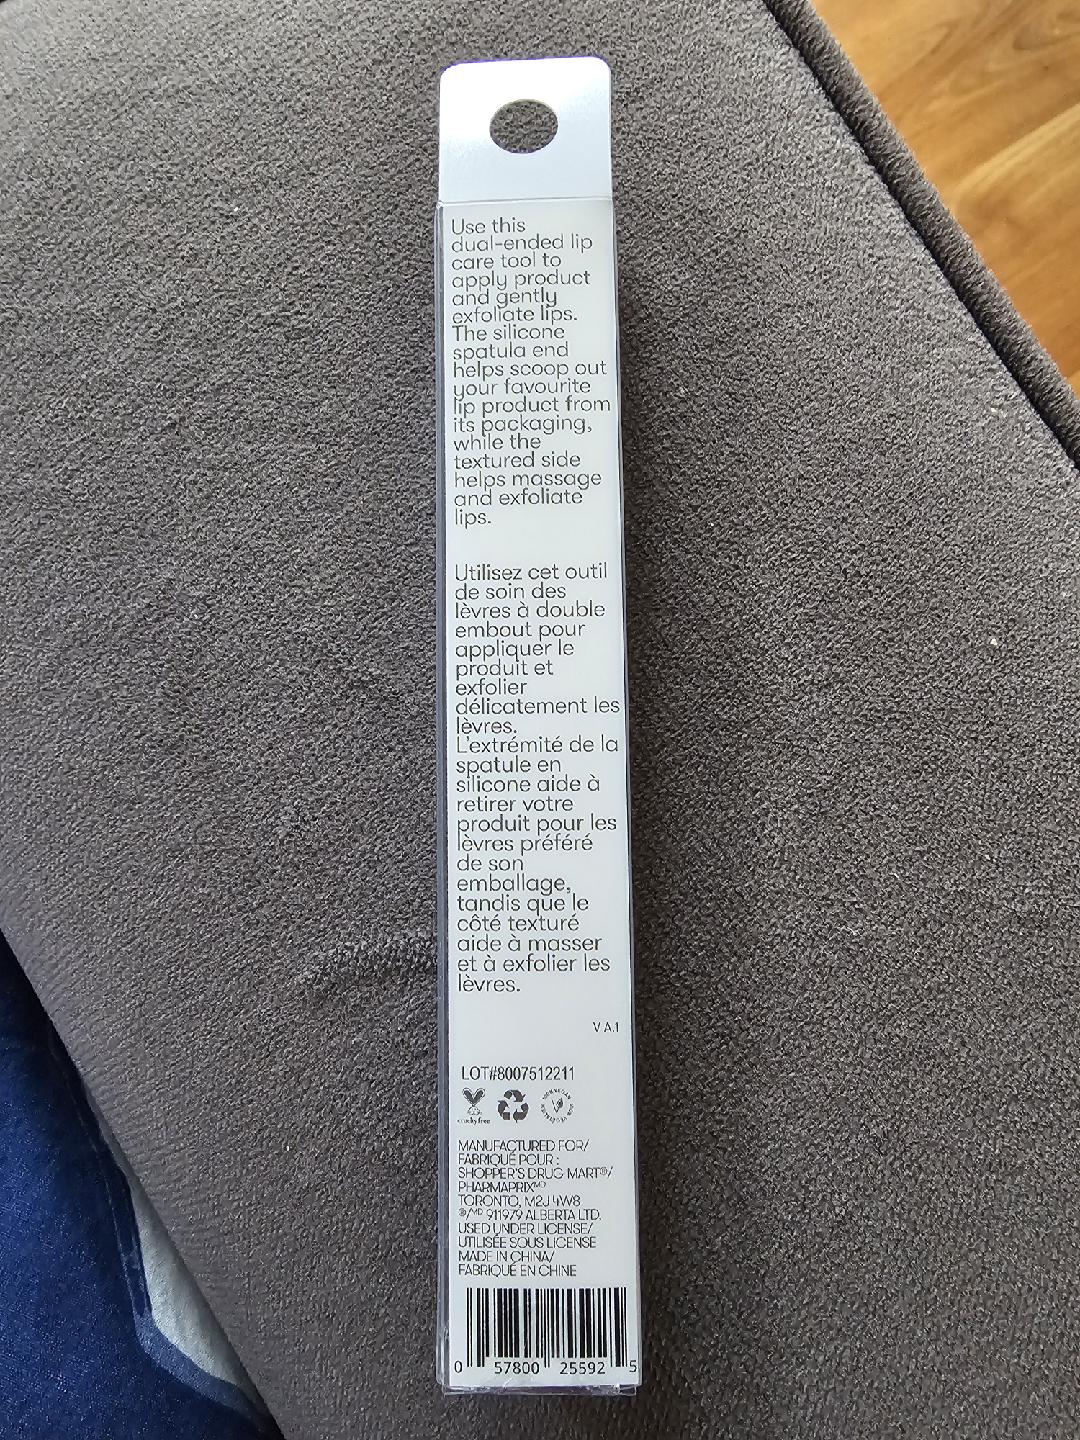 Use this
dual-ended lip
care tool to
apply product
and gently
exfoliate lips.
The silicone
spatula end
helps scoop out
your favourite
lip product from
its packaging,
while the
textured side
helps massage
and exfoliate
lips.
Utilisez cet outil
de soin des
lèvres à double
embout pour
appliquer le
produit et
exfolier
délicatement les
lèvres.
L'extrémité de la
spatule en
silicone aide à
retirer votre
produit pour les
lèvres préféré
de son
emballage,
tandis que le
côté texturé
aide à masser
et à exfolier les
lèvres.
V A.1
LOT#8007512211
cruelty free
MANUFACTURED FOR/
FABRIQUÉ POUR :
SHOPPER'S DRUG MART®/
PHARMAPRIX^MD
TORONTO, M2J 4W8
®/MD 911979 ALBERTA LTD.
USED UNDER LICENSE/
UTILISÉE SOUS LICENSE
MADE IN CHINA/
FABRIQUÉ EN CHINE
0 57800 25592 5